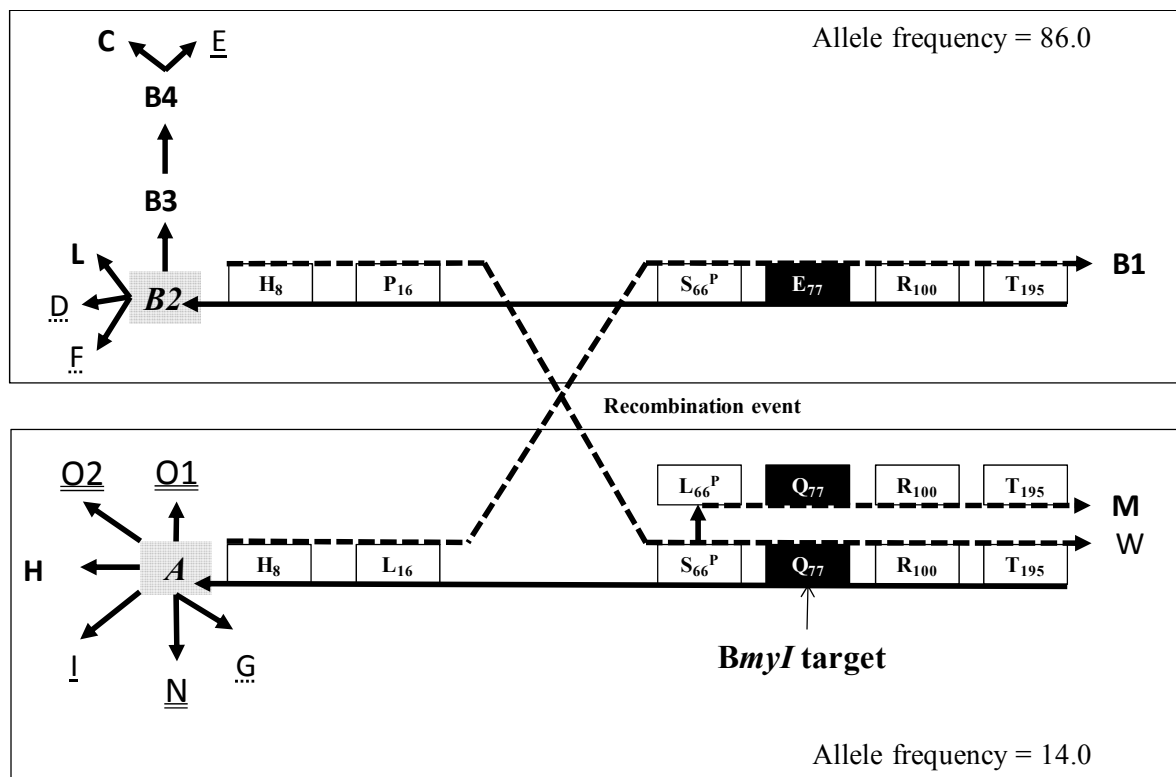 Allele frequency = 86.0
C E
B4
B3
L
D B2
F
H8 P16 S66P E77 R100 T195 B1
Recombination event
O2 O1
L66P Q77 R100 T195 M
W
H A H8 L16 S66P Q77 R100 T195
I N G
BmyI target
Allele frequency = 14.0